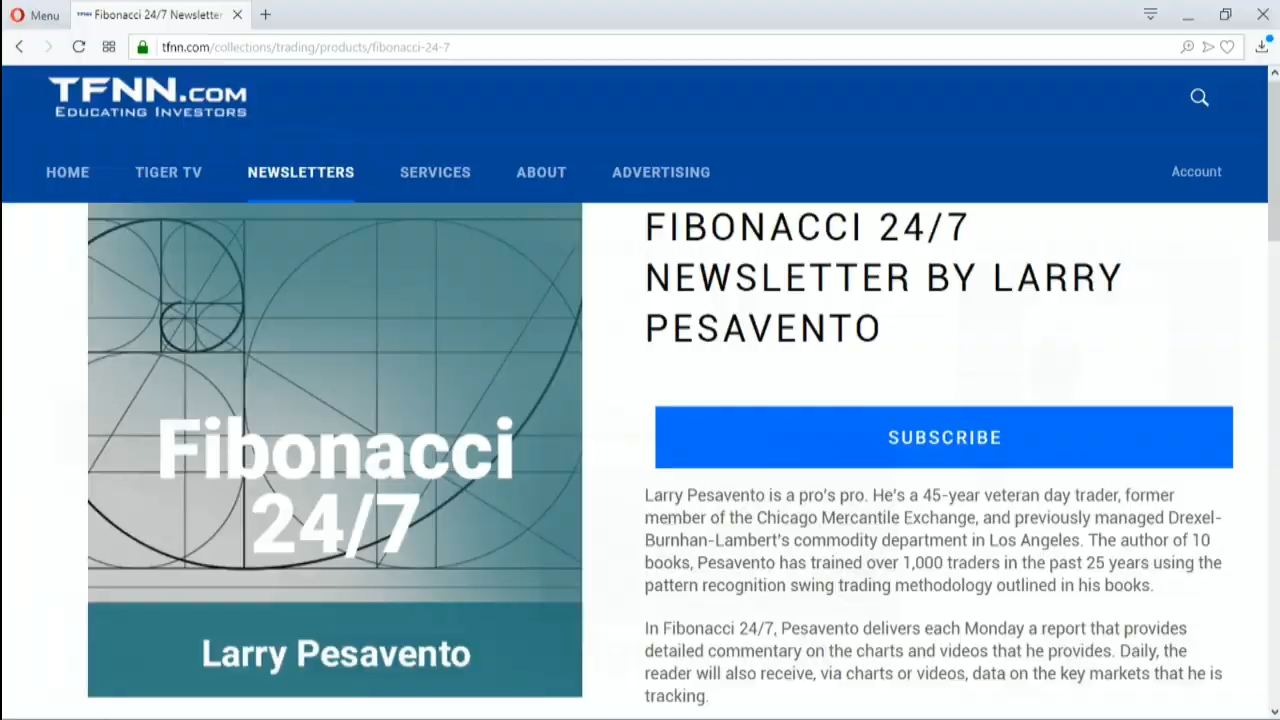 Menu
Fibonacci 24/7 Newsletter
tfnn.com/collections/trading/products/fibonacci-24-7
TFNN.COM
EDUCATING INVESTORS
HOME TIGER TV NEWSLETTERS SERVICES ABOUT ADVERTISING Account
FIBONACCI 24/7
NEWSLETTER BY LARRY
PESAVENTO
Fibonacci
24/7
Larry Pesavento
SUBSCRIBE
Larry Pesavento is a pro's pro. He's a 45-year veteran day trader, former
member of the Chicago Mercantile Exchange, and previously managed Drexel-
Burnhan-Lambert's commodity department in Los Angeles. The author of 10
books, Pesavento has trained over 1,000 traders in the past 25 years using the
pattern recognition swing trading methodology outlined in his books.
In Fibonacci 24/7, Pesavento delivers each Monday a report that provides
detailed commentary on the charts and videos that he provides. Daily, the
reader will also receive, via charts or videos, data on the key markets that he is
tracking.